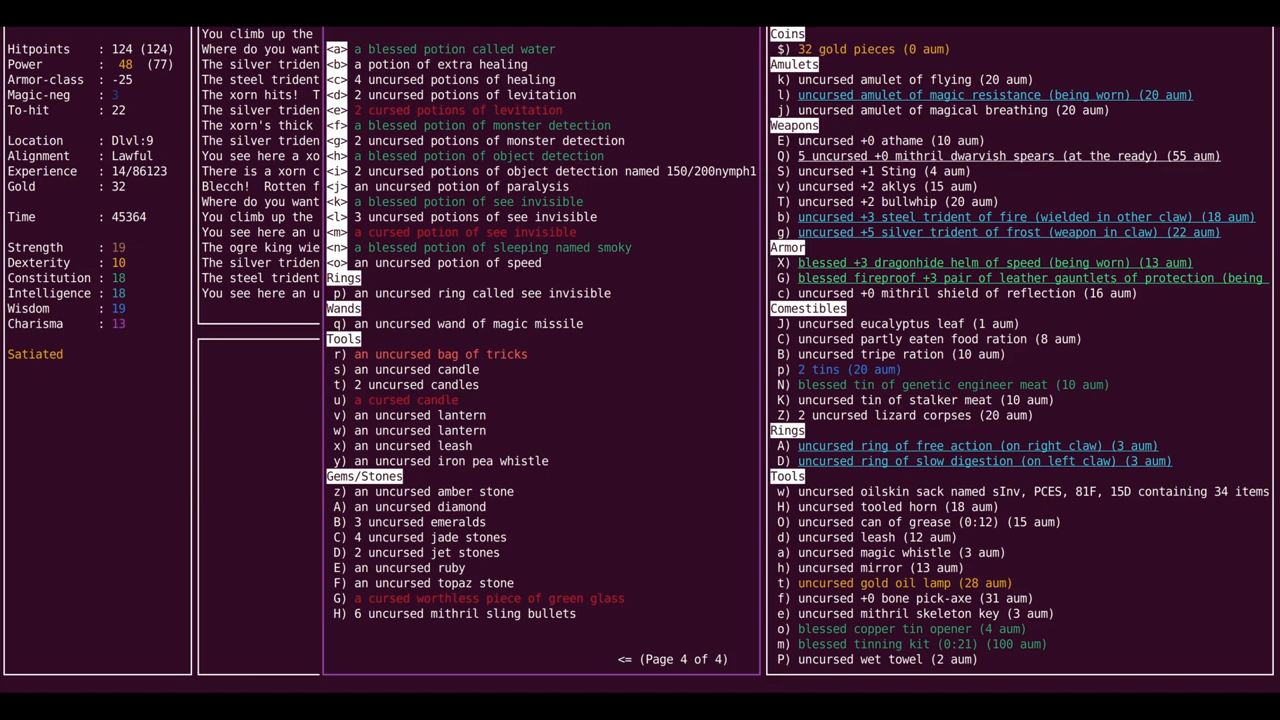 Hitpoints : 124 (124)
Power : 48 (77)
Armor-class : -25
Magic-neg : 3
To-hit : 22
Location : Dlvl:9
Alignment : Lawful
Experience : 14/86123
Gold : 32
Time : 45364
Strength : 19
Dexterity : 10
Constitution : 18
Intelligence : 18
Wisdom : 19
Charisma : 13
Satiated
You climb up the
Where do you want
The silver triden
The steel trident
The xorn hits! T
The silver triden
The xorn's thick
The silver triden
You see here a xo
There is a xorn c
Blecch! Rotten f
Where do you want
You climb up the
You see here an u
The ogre king wie
The silver triden
The steel trident
You see here an u
<a> a blessed potion called water
<b> a potion of extra healing
<c> 4 uncursed potions of healing
<d> 2 uncursed potions of levitation
<e> 2 cursed potions of levitation
<f> a blessed potion of monster detection
<g> 2 uncursed potions of monster detection
<h> a blessed potion of object detection
<i> 2 uncursed potions of object detection named 150/200nymph1
<j> an uncursed potion of paralysis
<k> a blessed potion of see invisible
<l> 3 uncursed potions of see invisible
<m> a cursed potion of see invisible
<n> a blessed potion of sleeping named smoky
<o> an uncursed potion of speed
Rings
p) an uncursed ring called see invisible
Wands
q) an uncursed wand of magic missile
Tools
r) an uncursed bag of tricks
s) an uncursed candle
t) 2 uncursed candles
u) a cursed candle
v) an uncursed lantern
w) an uncursed lantern
x) an uncursed leash
y) an uncursed iron pea whistle
Gems/Stones
z) an uncursed amber stone
A) an uncursed diamond
B) 3 uncursed emeralds
C) 4 uncursed jade stones
D) 2 uncursed jet stones
E) an uncursed ruby
F) an uncursed topaz stone
G) a cursed worthless piece of green glass
H) 6 uncursed mithril sling bullets
<= (Page 4 of 4)
Coins
$) 32 gold pieces (0 aum)
Amulets
k) uncursed amulet of flying (20 aum)
l) uncursed amulet of magic resistance (being worn) (20 aum)
j) uncursed amulet of magical breathing (20 aum)
Weapons
E) uncursed +0 athame (10 aum)
Q) 5 uncursed +0 mithril dwarvish spears (at the ready) (55 aum)
S) uncursed +1 Sting (4 aum)
v) uncursed +2 aklys (15 aum)
T) uncursed +2 bullwhip (20 aum)
b) uncursed +3 steel trident of fire (wielded in other claw) (18 aum)
g) uncursed +5 silver trident of frost (weapon in claw) (22 aum)
Armor
X) blessed +3 dragonhide helm of speed (being worn) (13 aum)
G) blessed fireproof +3 pair of leather gauntlets of protection (being
c) uncursed +0 mithril shield of reflection (16 aum)
Comestibles
J) uncursed eucalyptus leaf (1 aum)
C) uncursed partly eaten food ration (8 aum)
B) uncursed tripe ration (10 aum)
p) 2 tins (20 aum)
N) blessed tin of genetic engineer meat (10 aum)
K) uncursed tin of stalker meat (10 aum)
Z) 2 uncursed lizard corpses (20 aum)
Rings
A) uncursed ring of free action (on right claw) (3 aum)
D) uncursed ring of slow digestion (on left claw) (3 aum)
Tools
w) uncursed oilskin sack named sInv, PCES, 81F, 15D containing 34 items
H) uncursed tooled horn (18 aum)
O) uncursed can of grease (0:12) (15 aum)
d) uncursed leash (12 aum)
a) uncursed magic whistle (3 aum)
h) uncursed mirror (13 aum)
t) uncursed gold oil lamp (28 aum)
f) uncursed +0 bone pick-axe (31 aum)
e) uncursed mithril skeleton key (3 aum)
o) blessed copper tin opener (4 aum)
m) blessed tinning kit (0:21) (100 aum)
P) uncursed wet towel (2 aum)